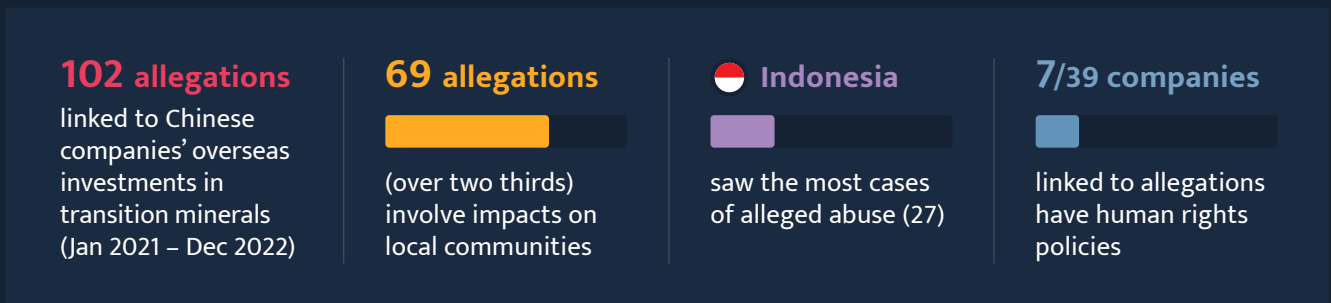 102 allegations
linked to Chinese
companies’ overseas
investments in
transition minerals
(Jan 2021 – Dec 2022)
69 allegations
(over two thirds)
involve impacts on
local communities
Indonesia
saw the most cases
of alleged abuse (27)
7/39 companies
linked to allegations
have human rights
policies